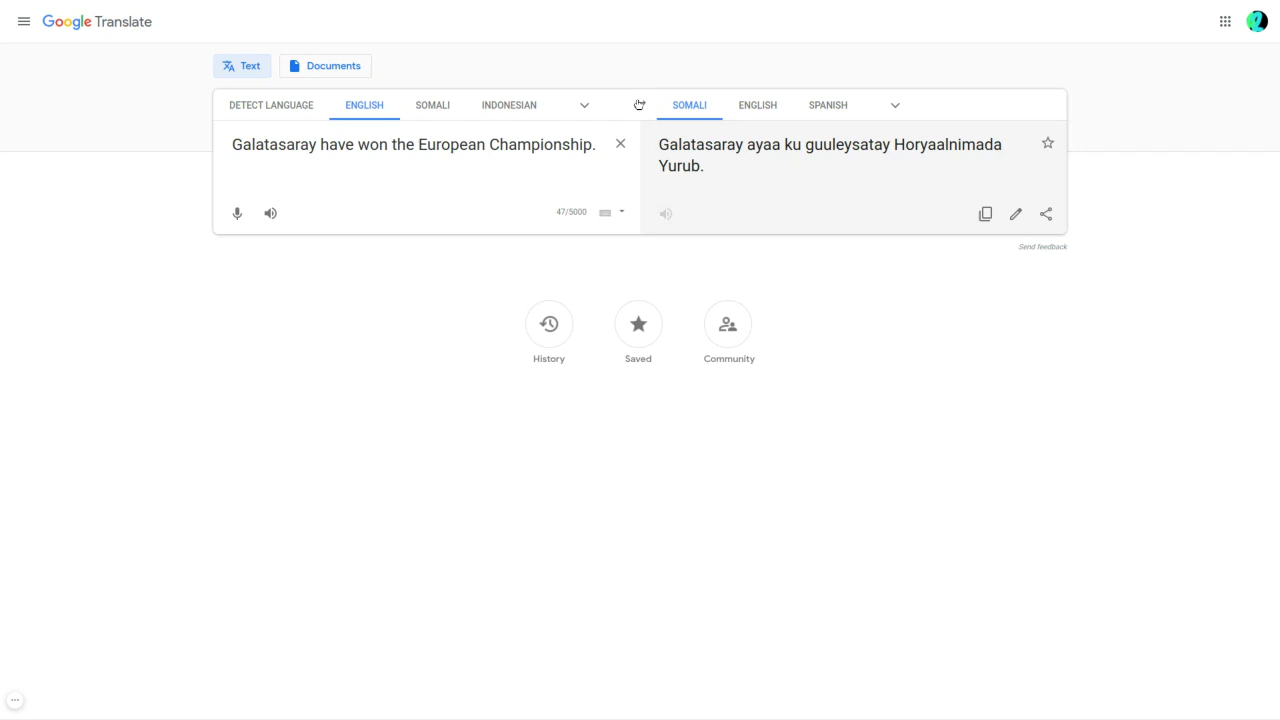 Google Translate
Text
Documents
DETECT LANGUAGE
ENGLISH
SOMALI
INDONESIAN
SOMALI
ENGLISH
SPANISH
Galatasaray have won the European Championship.
Galatasaray ayaa ku guuleysatay Horyaalnimada
Yurub.
47/5000
Send feedback
History
Saved
Community